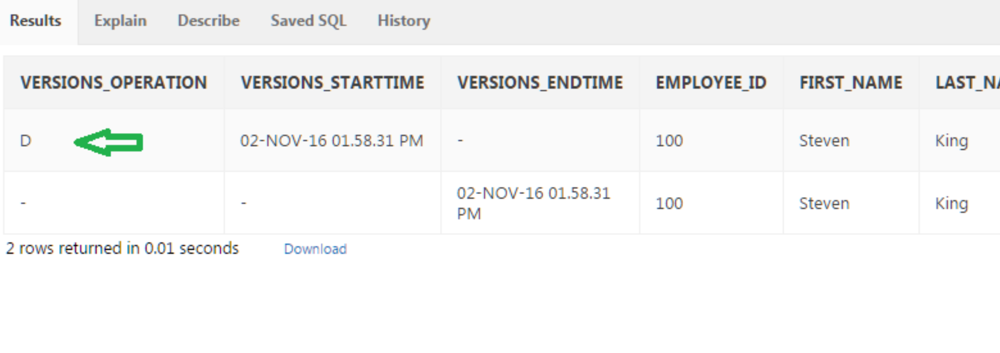 Results Explain Describe Saved SQL History
VERSIONS_OPERATION VERSIONS_STARTTIME VERSIONS_ENDTIME EMPLOYEE_ID FIRST_NAME LAST_NA
D 02-NOV-16 01.58.31 PM - 100 Steven King
- - 02-NOV-16 01.58.31 PM 100 Steven King
2 rows returned in 0.01 seconds Download